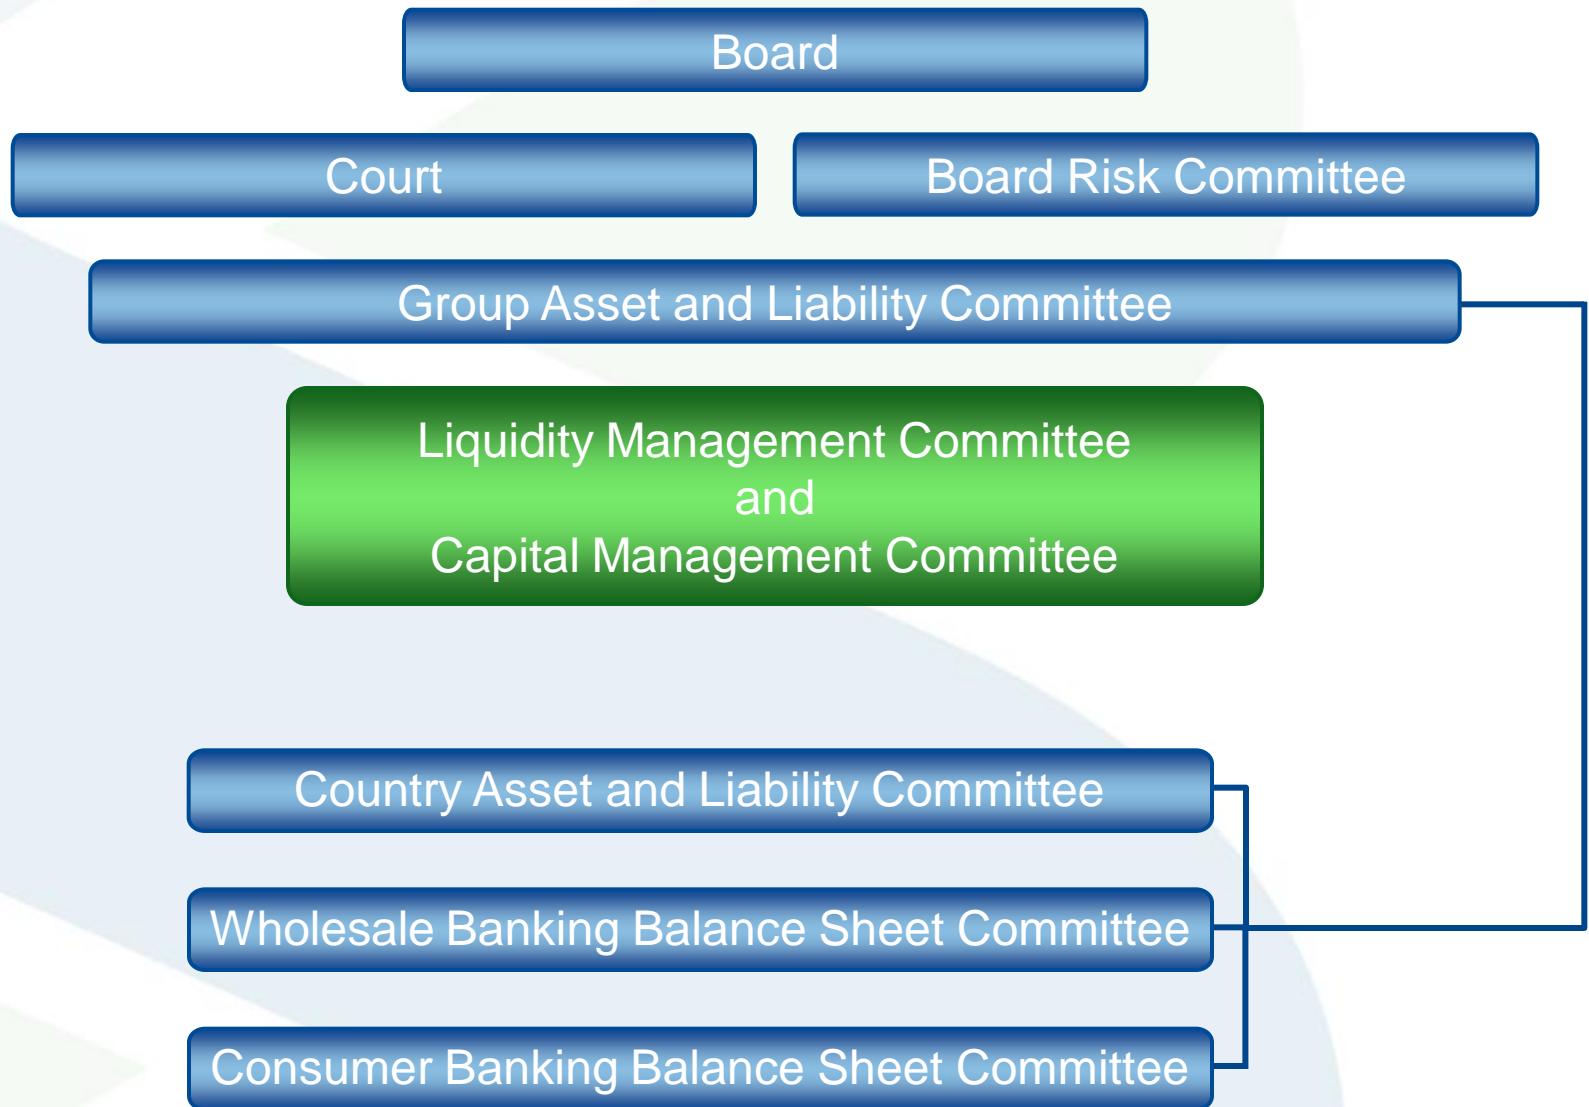 Board
Court
Board Risk Committee
Group Asset and Liability Committee
Liquidity Management Committee
and
Capital Management Committee
Country Asset and Liability Committee
Wholesale Banking Balance Sheet Committee
Consumer Banking Balance Sheet Committee